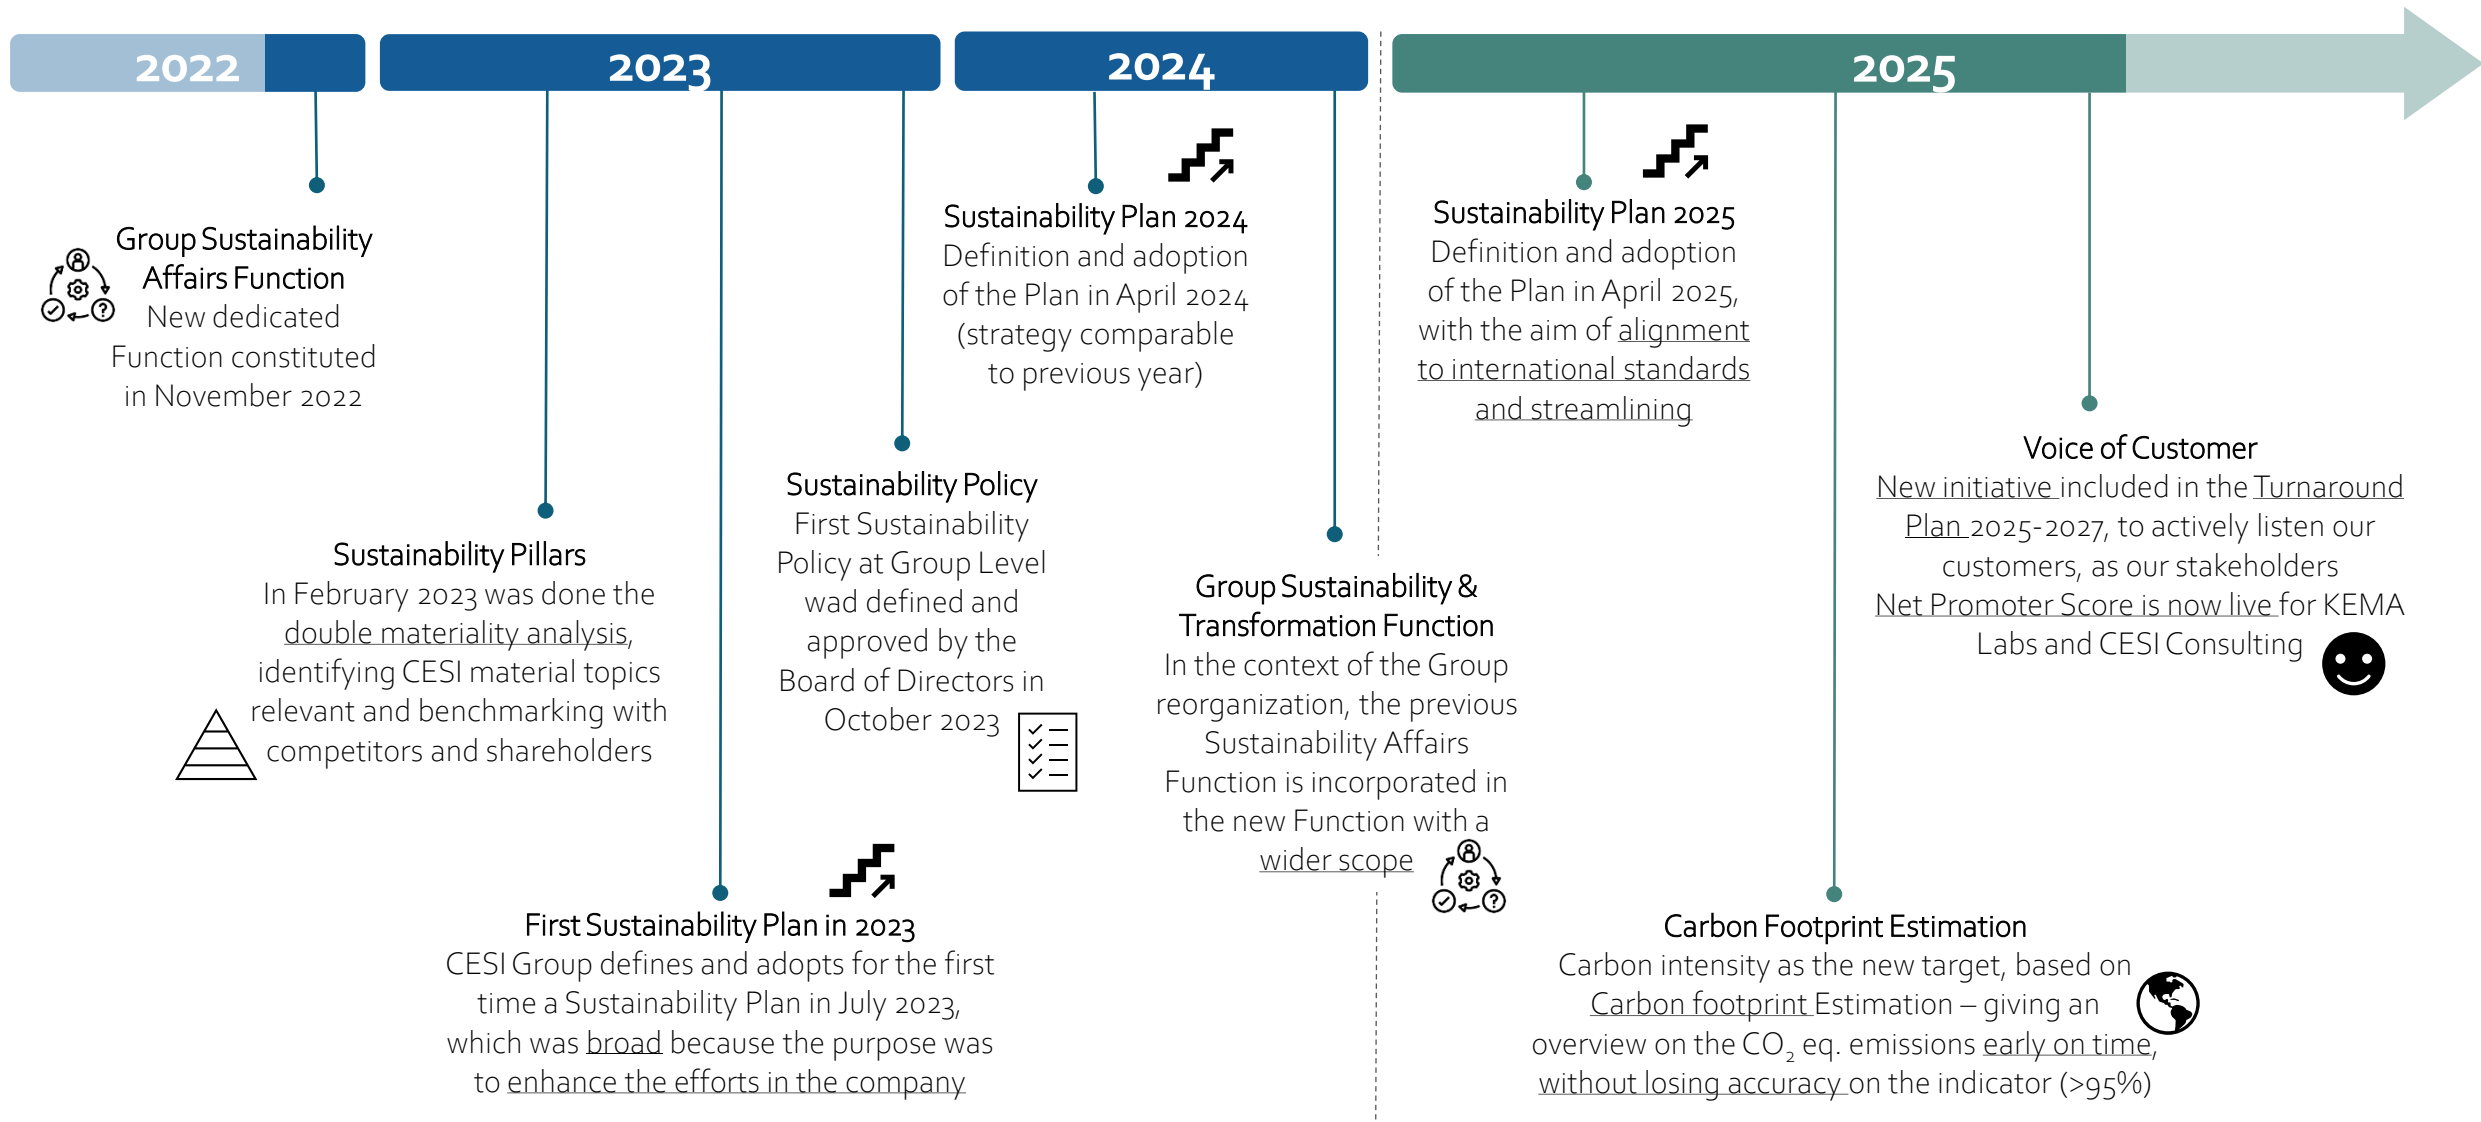 2022
2023
2024
2025
Group Sustainability
Affairs Function
New dedicated
Function constituted
in November 2022
Sustainability Pillars
In February 2023 was done the
double materiality analysis,
identifying CESI material topics
relevant and benchmarking with
competitors and shareholders
First Sustainability Plan in 2023
CESI Group defines and adopts for the first
time a Sustainability Plan in July 2023,
which was broad because the purpose was
to enhance the efforts in the company
Sustainability Policy
First Sustainability
Policy at Group Level
wad defined and
approved by the
Board of Directors in
October 2023
Sustainability Plan 2024
Definition and adoption
of the Plan in April 2024
(strategy comparable
to previous year)
Group Sustainability &
Transformation Function
In the context of the Group
reorganization, the previous
Sustainability Affairs
Function is incorporated in
the new Function with a
wider scope
Sustainability Plan 2025
Definition and adoption
of the Plan in April 2025,
with the aim of alignment
to international standards
and streamlining
Carbon Footprint Estimation
Carbon intensity as the new target, based on
Carbon footprint Estimation – giving an
overview on the CO₂ eq. emissions early on time,
without losing accuracy on the indicator (>95%)
Voice of Customer
New initiative included in the Turnaround
Plan 2025-2027, to actively listen our
customers, as our stakeholders
Net Promoter Score is now live for KEMA
Labs and CESI Consulting